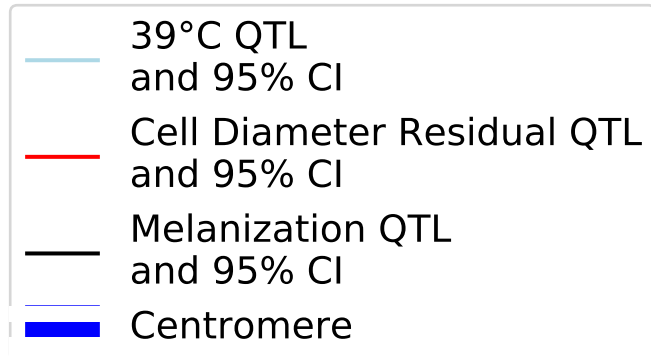 39°C QTL
and 95% CI
Cell Diameter Residual QTL
and 95% CI
Melanization QTL
and 95% CI
Centromere